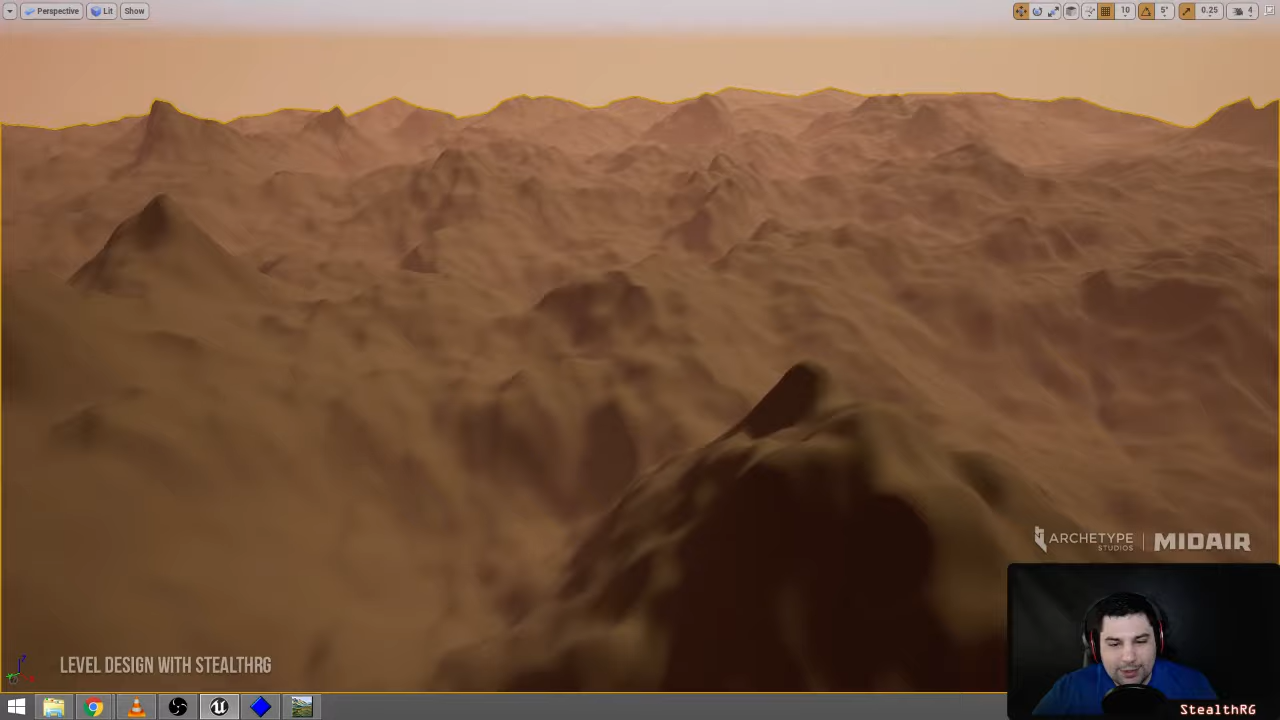 Perspective Lit Show 10 5° 0.25 4
ARCHETYPE STUDIOS | MIDAIR
LEVEL DESIGN WITH STEALTHRG
StealthRG